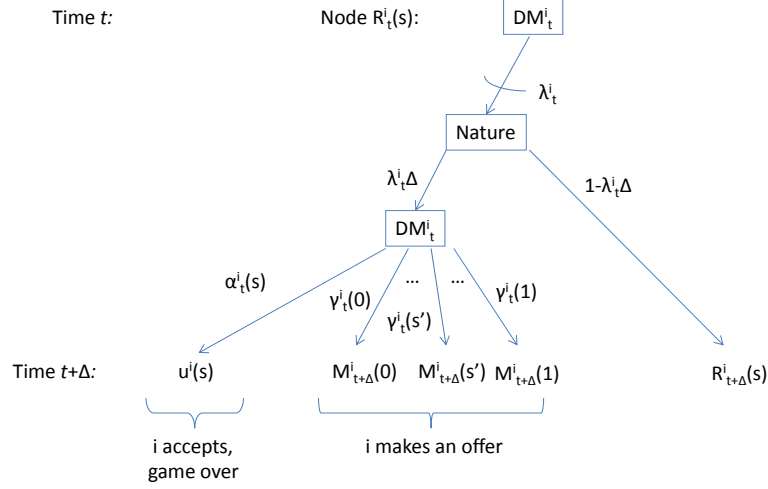 Time t: Node Rⁱₜ(s): DMⁱₜ
λⁱₜ
Nature
λⁱₜΔ 1-λⁱₜΔ
DMⁱₜ
αⁱₜ(s) γⁱₜ(0) ... γⁱₜ(s’) ... γⁱₜ(1)
Time t+Δ: uⁱ(s) Mⁱₜ₊Δ(0) Mⁱₜ₊Δ(s’) Mⁱₜ₊Δ(1) Rⁱₜ₊Δ(s)
i accepts, i makes an offer
game over